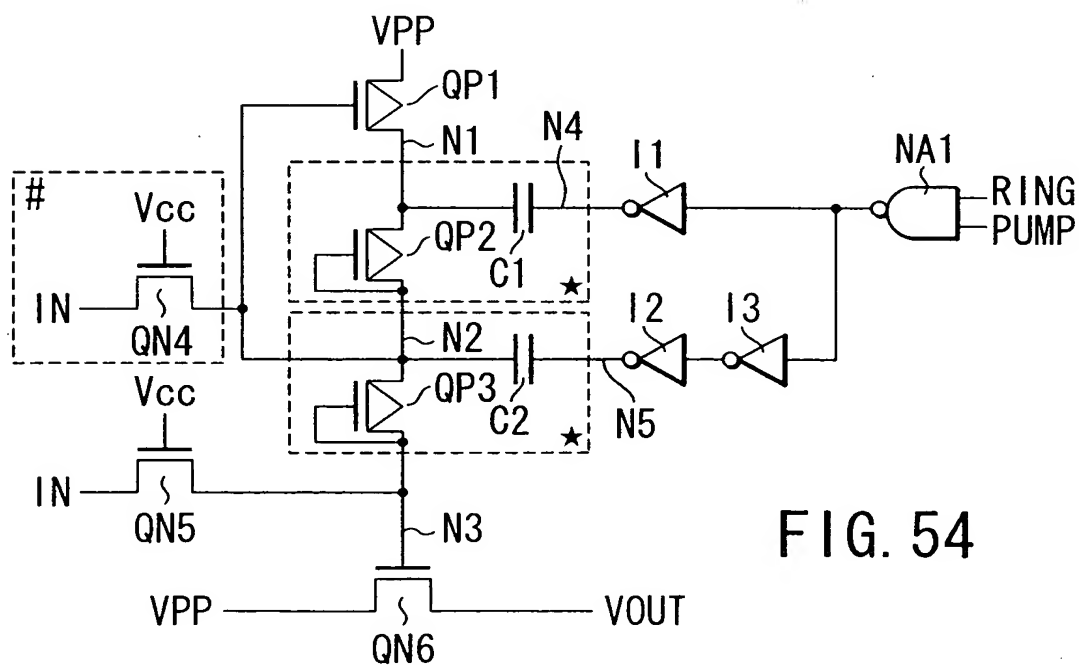 VPP
QP1
N1
N4
I1
NA1
RING
PUMP
#
Vcc
IN
QN4
QP2
C1
★
N2
I2
I3
QP3
C2
★
N5
Vcc
IN
QN5
N3
VPP
QN6
VOUT
FIG. 54